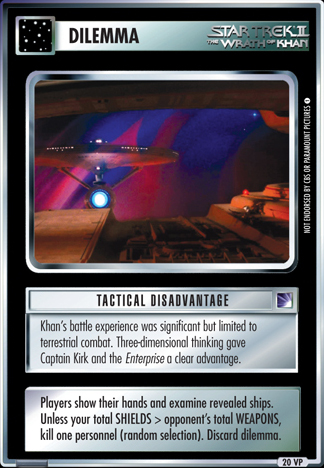 DILEMMA
STAR TREK II
THE WRATH OF KHAN
NOT ENDORSED BY CBS OR PARAMOUNT PICTURES
TACTICAL DISADVANTAGE
Khan's battle experience was significant but limited to
terrestrial combat. Three-dimensional thinking gave
Captain Kirk and the Enterprise a clear advantage.
Players show their hands and examine revealed ships.
Unless your total SHIELDS > opponent's total WEAPONS,
kill one personnel (random selection). Discard dilemma.
20 VP